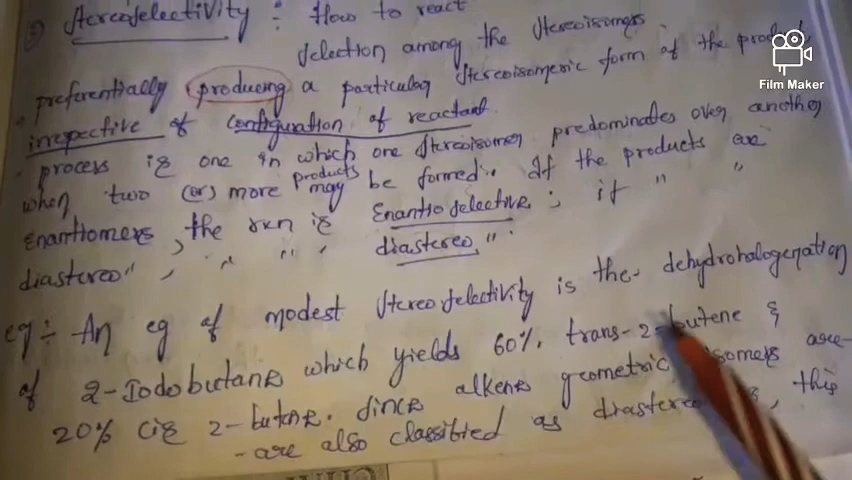 ③ Stereoselectivity : How to react
selection among the stereoisomers
Film Maker
" preferentially producing a particular stereoisomeric form of the product,
irrespective of configuration of reactant.
" process is one in which one stereoisomer predominates over another
when two (or) more products may be formed. If the products are
Enantiomers, the rxn is Enantioselective ; if " "
diastereo", " " , diastereo "
eg :- An eg of modest stereoselectivity is the dehydrohalogenation
of 2-Iodobutane which yields 60% trans-2-butene &
20% cis 2-butene. Since alkene geometric isomers are
- are also classified as this